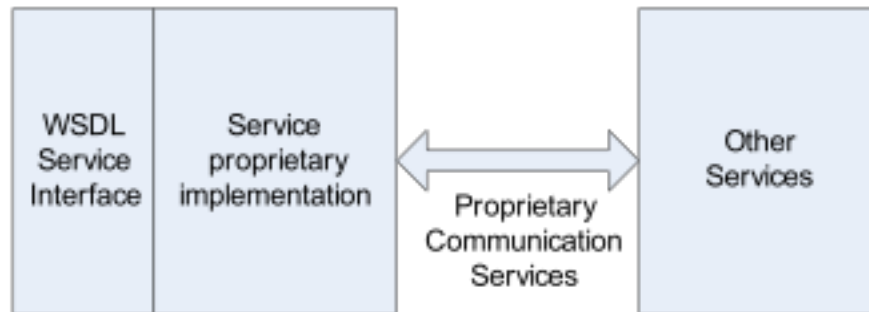 WSDL
Service
Interface
Service
proprietary
implementation
Proprietary
Communication
Services
Other
Services